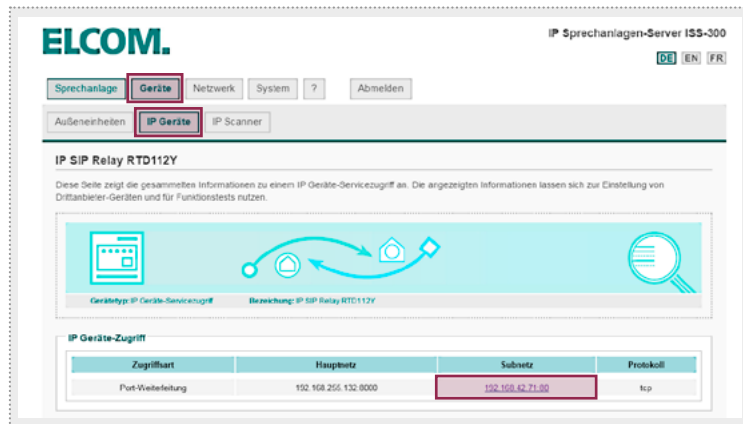 ELCOM.
IP Sprechanlagen-Server ISS-300
DE EN FR
Sprechanlage Geräte Netzwerk System ? Abmelden
Außeneinheiten IP Geräte IP Scanner
IP SIP Relay RTD112Y
Diese Seite zeigt die gesammelten Informationen zu einem IP Geräte-Servicezugriff an. Die angezeigten Informationen lassen sich zur Einstellung von
Drittanbieter-Geräten und für Funktionstests nutzen.
Gerätetyp: IP Geräte-Servicezugriff Bezeichung: IP SIP Relay RTD112Y
IP Geräte-Zugriff
Zugriffsart Hauptnetz Subnetz Protokoll
Port-Weiterleitung 192.168.255.132:8000 192.168.42.71:80 tcp